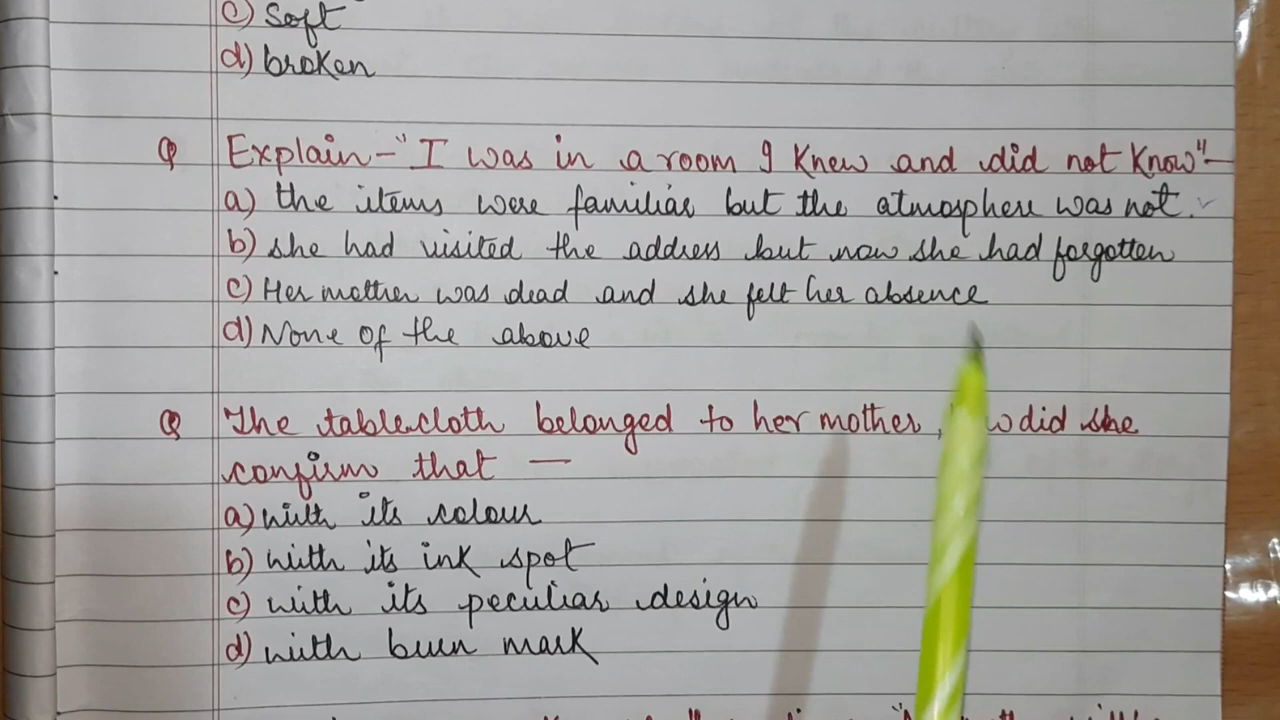 c) soft
d) broken
Q Explain - "I was in a room I knew and did not know" -
a) the items were familiar but the atmosphere was not. ✓
b) she had visited the address but now she had forgotten
c) Her mother was dead and she felt her absence
d) None of the above
Q The tablecloth belonged to her mother, did she
confirm that —
a) with its colour
b) with its ink spot
c) with its peculiar design
d) with burn mark